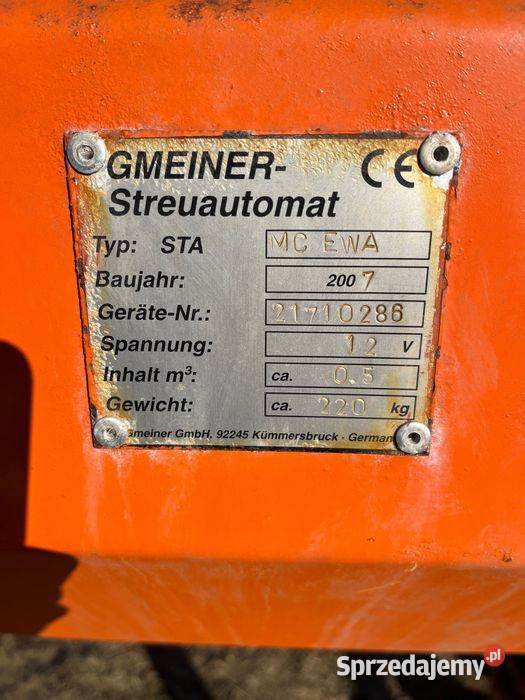 GMEINER- CE
Streuautomat
Typ: STA MC EWA
Baujahr: 2007
Geräte-Nr.: 21710286
Spannung: 12 V
Inhalt m³: ca. 0.5
Gewicht: ca. 220 kg
Gmeiner GmbH, 92245 Kümmersbruck · German
Sprzedajemy.pl